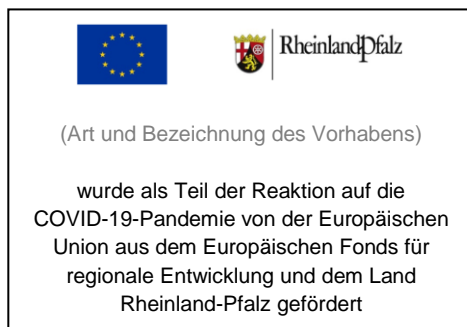 RheinlandPfalz
(Art und Bezeichnung des Vorhabens)
wurde als Teil der Reaktion auf die
COVID-19-Pandemie von der Europäischen
Union aus dem Europäischen Fonds für
regionale Entwicklung und dem Land
Rheinland-Pfalz gefördert